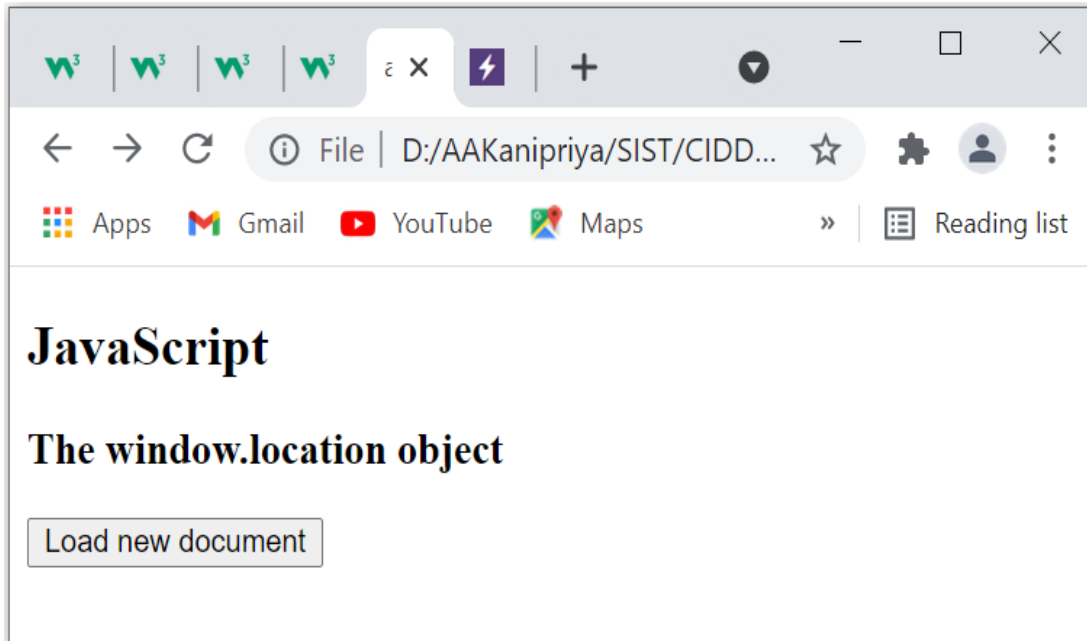 File D:/AAKanipriya/SIST/CIDD...
Apps Gmail YouTube Maps » Reading list
JavaScript
The window.location object
Load new document